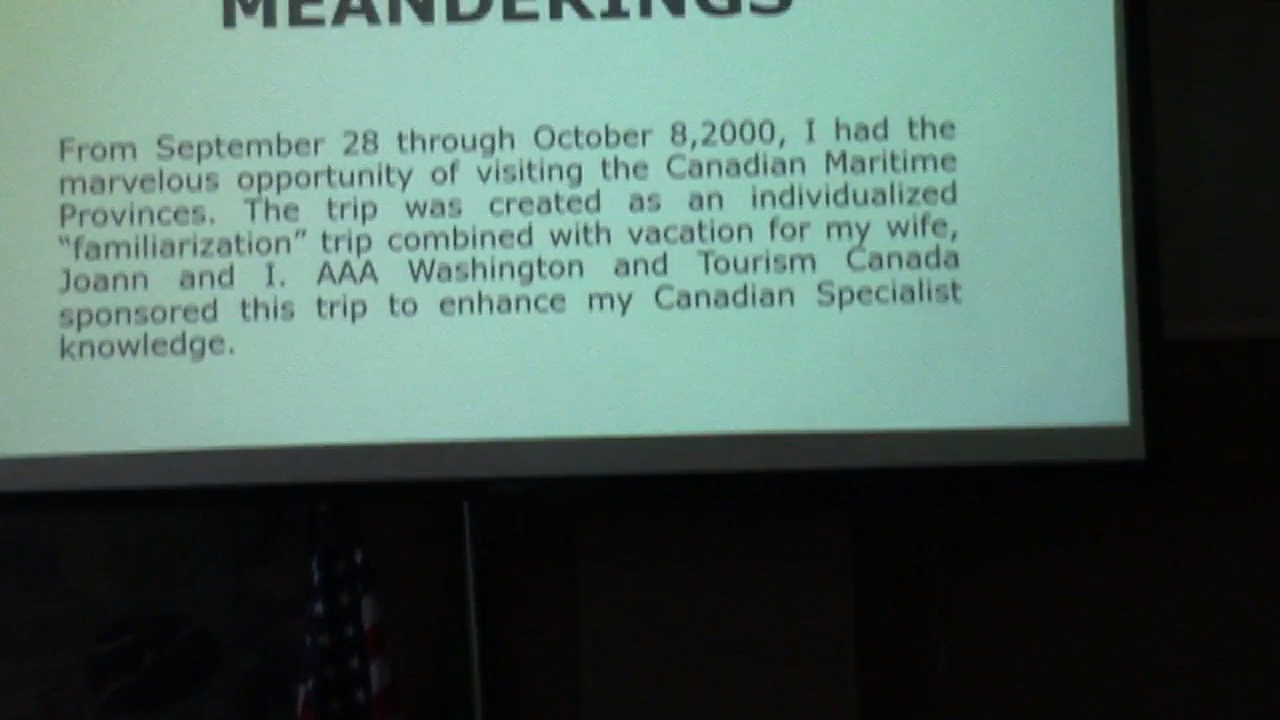 MEANDERINGS
From September 28 through October 8,2000, I had the
marvelous opportunity of visiting the Canadian Maritime
Provinces. The trip was created as an individualized
“familiarization” trip combined with vacation for my wife,
Joann and I. AAA Washington and Tourism Canada
sponsored this trip to enhance my Canadian Specialist
knowledge.